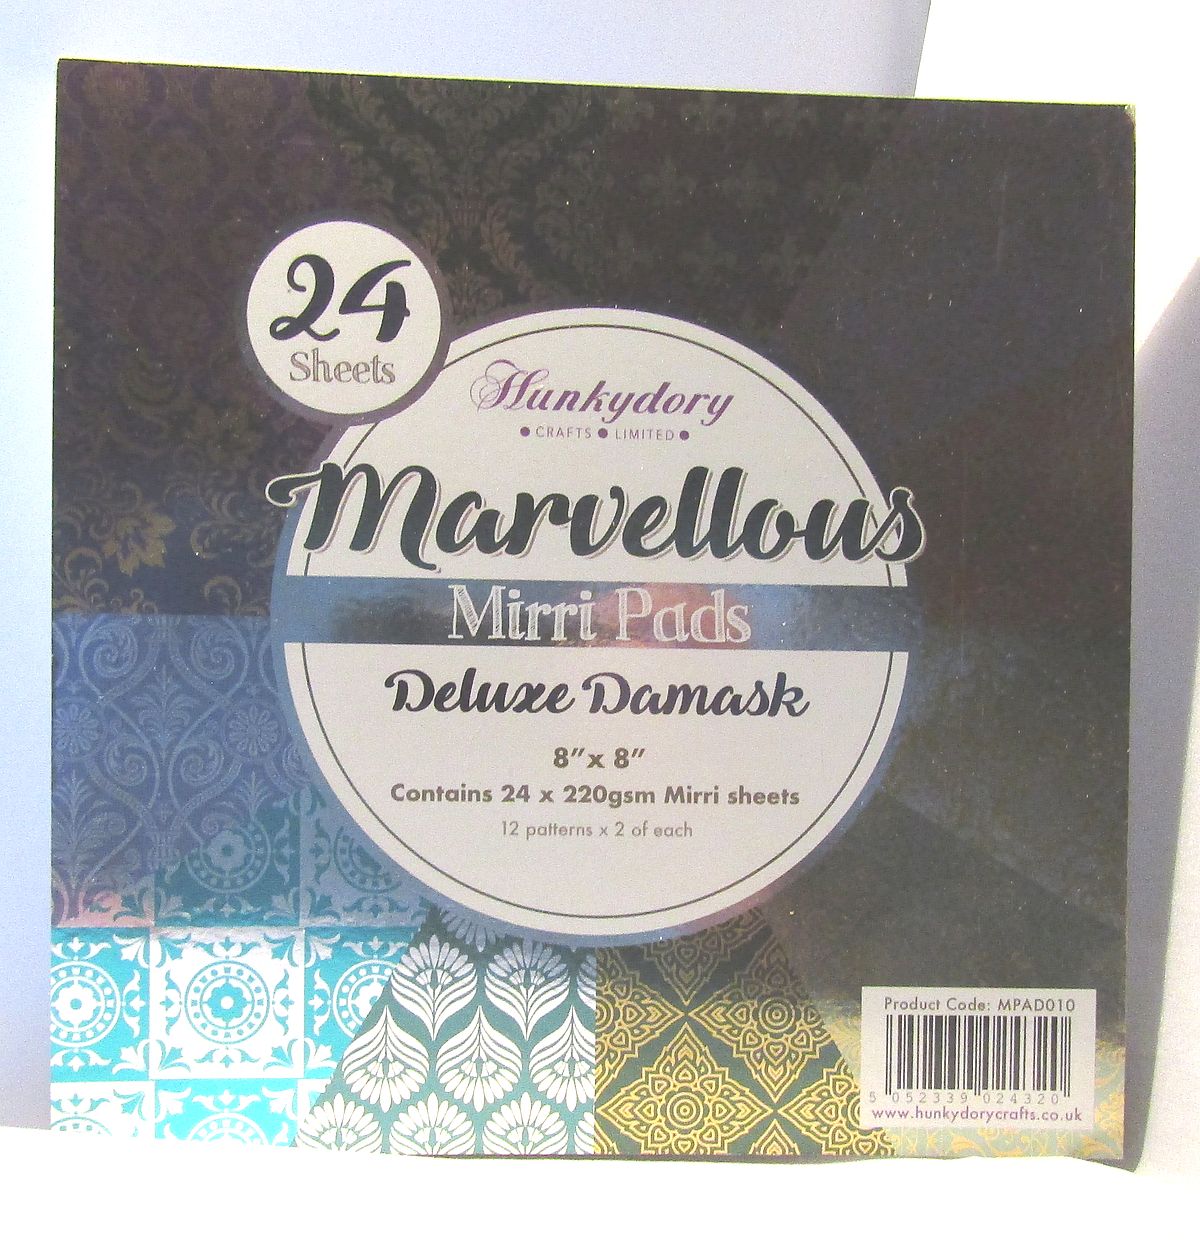 24
Sheets
Hunkydory
• CRAFTS • LIMITED •
Marvellous
Mirri Pads
Deluxe Damask
8” x 8”
Contains 24 x 220gsm Mirri sheets
12 patterns x 2 of each
Product Code: MPAD010
5 052339 024320
www.hunkydorycrafts.co.uk